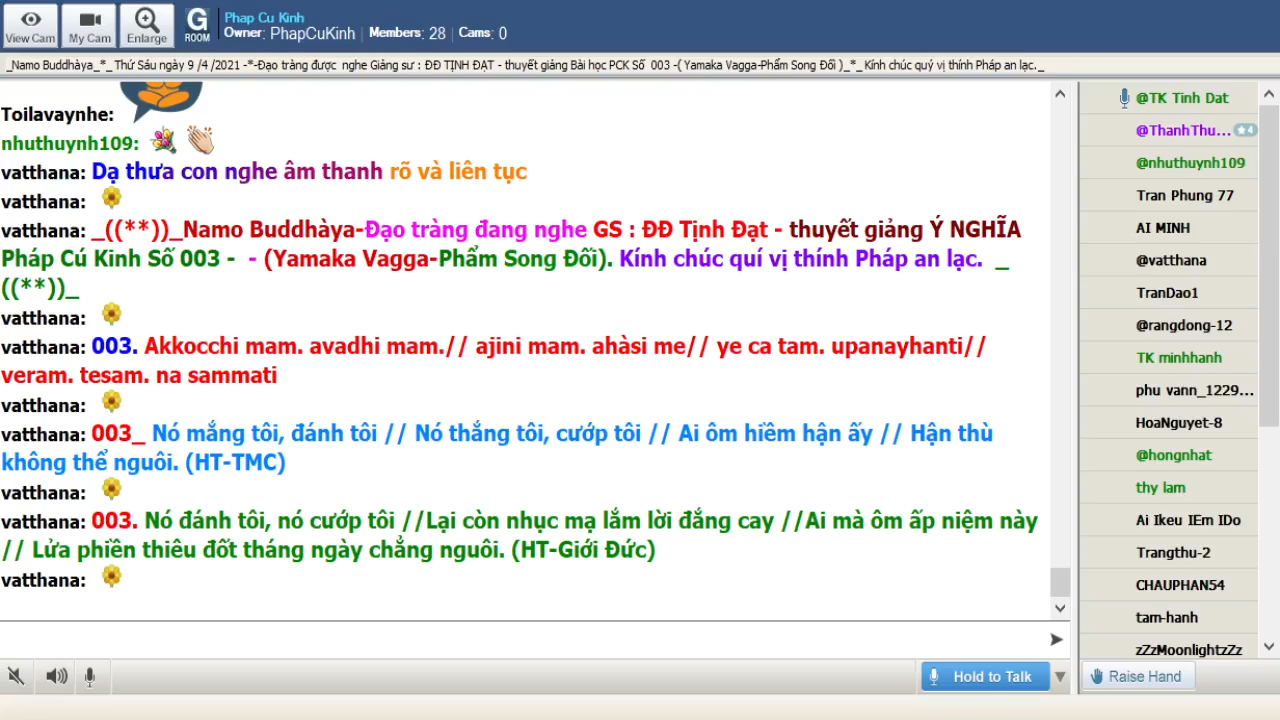 View Cam
My Cam
Enlarge
G
ROOM
Phap Cu Kinh
Owner: PhapCuKinh | Members: 28 | Cams: 0
_Namo Buddhàya_*_ Thứ Sáu ngày 9 /4 /2021 -*-Đạo tràng được nghe Giảng sư : ĐĐ TỊNH ĐẠT - thuyết giảng Bài học PCK Số 003 -( Yamaka Vagga-Phẩm Song Đối )_*_ Kính chúc quý vị thính Pháp an lạc._
Toilavaynhe:
nhuthuynh109:
vatthana: Dạ thưa con nghe âm thanh rõ và liên tục
vatthana:
vatthana: _((**))_Namo Buddhàya-Đạo tràng đang nghe GS : ĐĐ Tịnh Đạt - thuyết giảng Ý NGHĨA
Pháp Cú Kinh Số 003 - - (Yamaka Vagga-Phẩm Song Đối). Kính chúc quí vị thính Pháp an lạc. _
((**))_
vatthana:
vatthana: 003. Akkocchi mam. avadhi mam.// ajini mam. ahàsi me// ye ca tam. upanayhanti//
veram. tesam. na sammati
vatthana:
vatthana: 003_ Nó mắng tôi, đánh tôi // Nó thắng tôi, cướp tôi // Ai ôm hiềm hận ấy // Hận thù
không thể nguôi. (HT-TMC)
vatthana:
vatthana: 003. Nó đánh tôi, nó cướp tôi //Lại còn nhục mạ lắm lời đắng cay //Ai mà ôm ấp niệm này
// Lửa phiền thiêu đốt tháng ngày chẳng nguôi. (HT-Giới Đức)
vatthana:
@TK Tinh Dat
@ThanhThu... ★4
@nhuthuynh109
Tran Phung 77
AI MINH
@vatthana
TranDao1
@rangdong-12
TK minhhanh
phu vann_1229...
HoaNguyet-8
@hongnhat
thy lam
Ai Ikeu IEm IDo
Trangthu-2
CHAUPHAN54
tam-hanh
zZzMoonlightzZz
Hold to Talk
Raise Hand